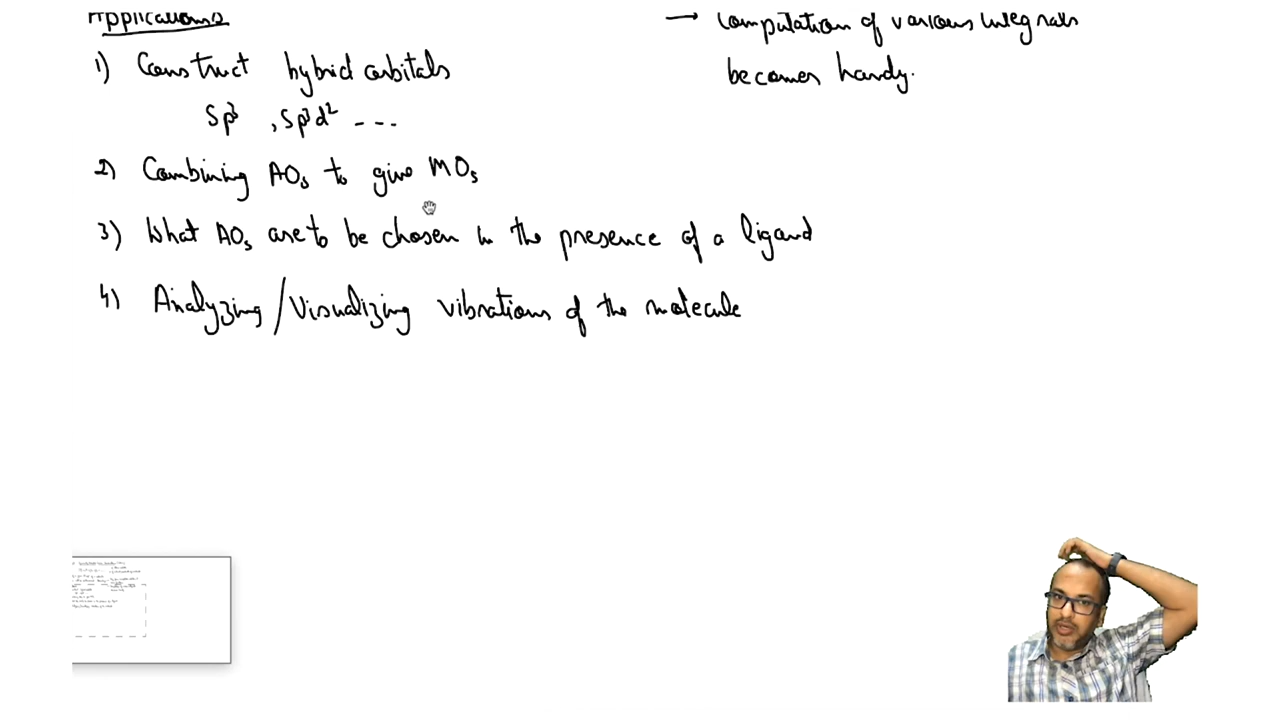 Applications
1) Construct hybrid orbitals
sp³, sp³d² ---
2) Combining AOs to give MOs
3) What AOs are to be chosen in the presence of a ligand
4) Analyzing/Visualizing vibrations of the molecule
→ Computation of various integrals
becomes handy.